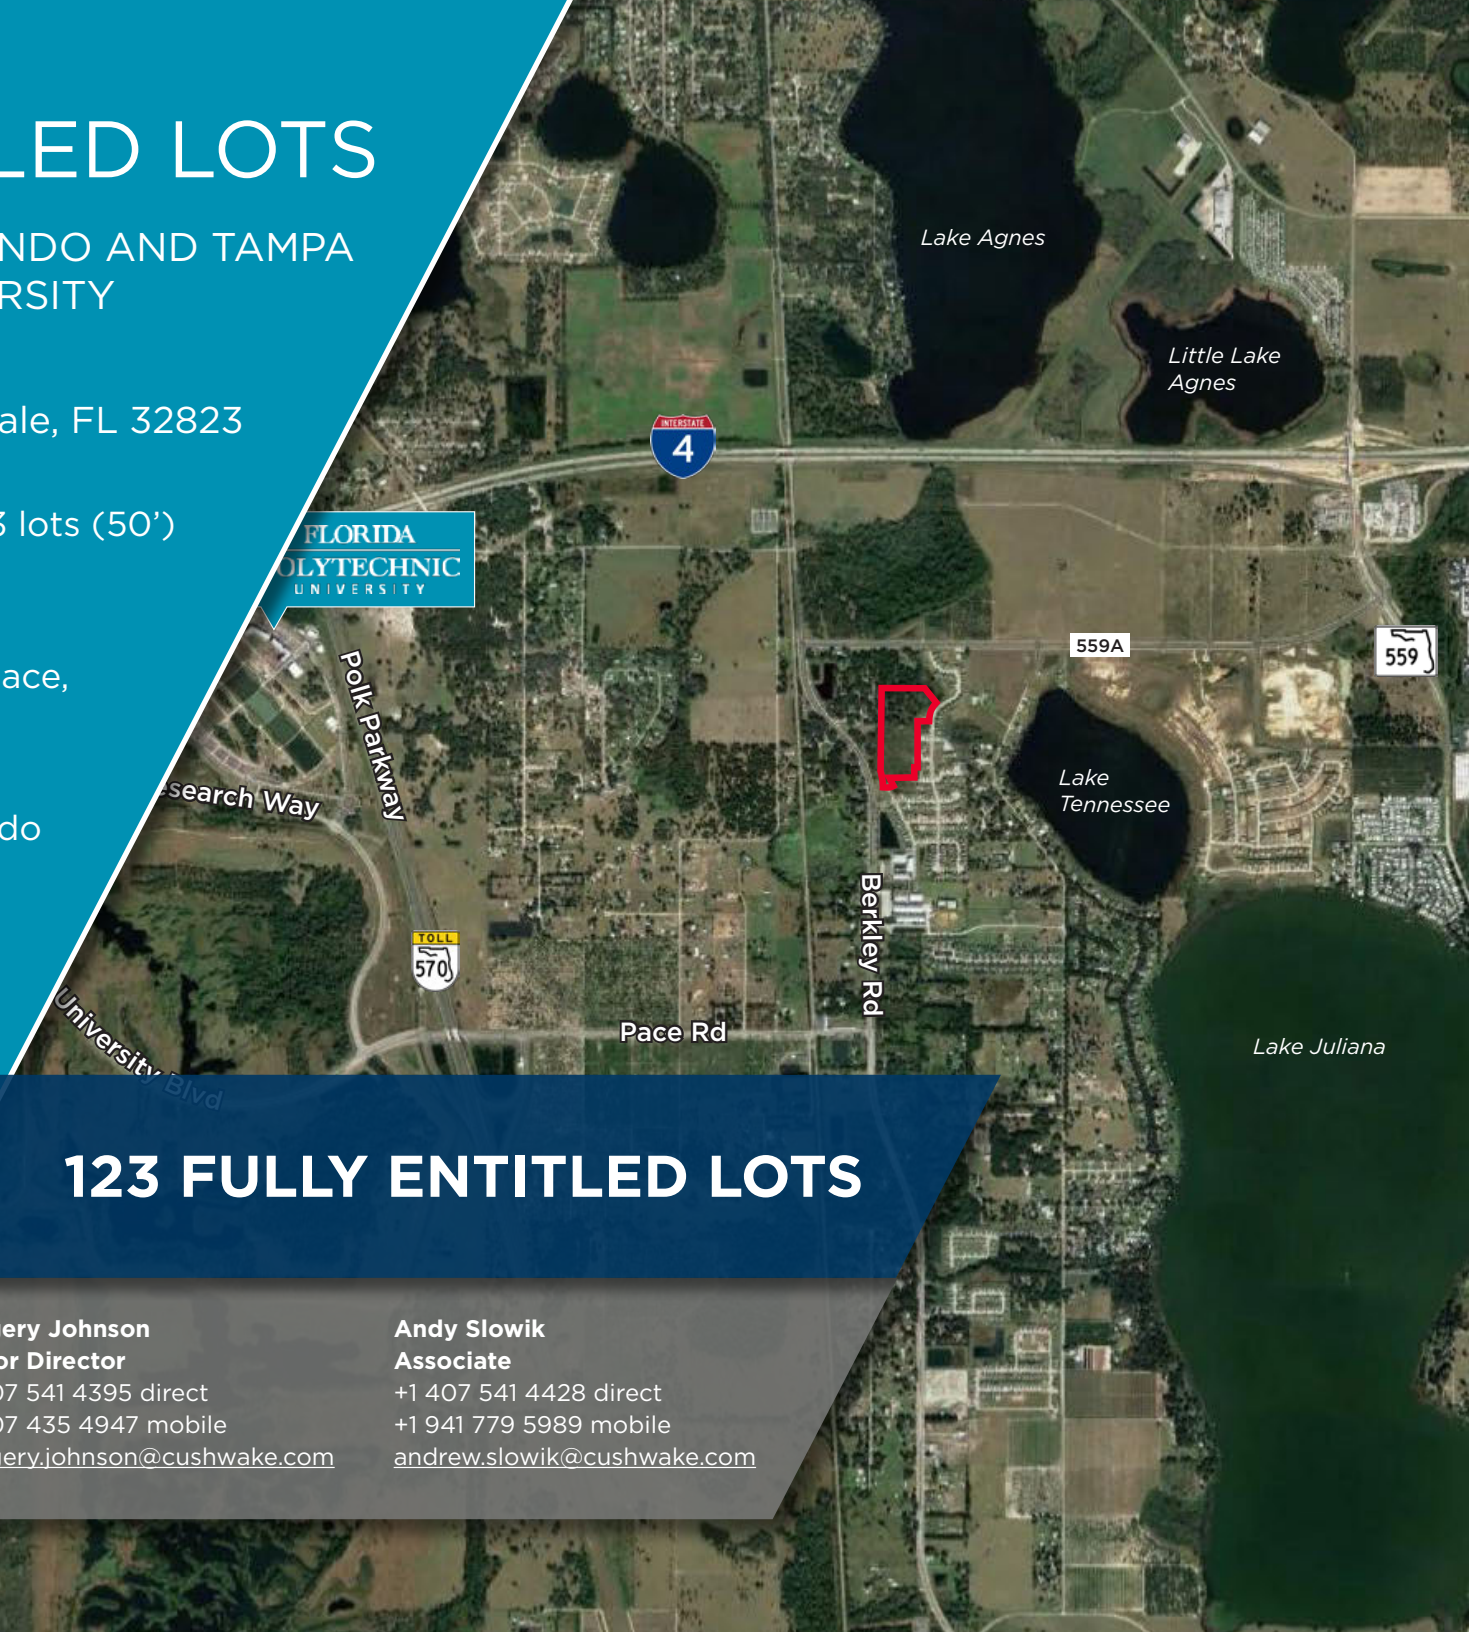 LED LOTS
NDO AND TAMPA
RSITY
ale, FL 32823
3 lots (50’)
ace,
do
FLORIDA
OLYTECHNIC
UNIVERSITY
INTERSTATE
4
Lake Agnes
Little Lake
Agnes
559A
559
Polk Parkway
esearch Way
Lake
Tennessee
Berkley Rd
TOLL
570
University Blvd
Pace Rd
Lake Juliana
123 FULLY ENTITLED LOTS
ery Johnson
or Director
07 541 4395 direct
07 435 4947 mobile
uery.johnson@cushwake.com
Andy Slowik
Associate
+1 407 541 4428 direct
+1 941 779 5989 mobile
andrew.slowik@cushwake.com